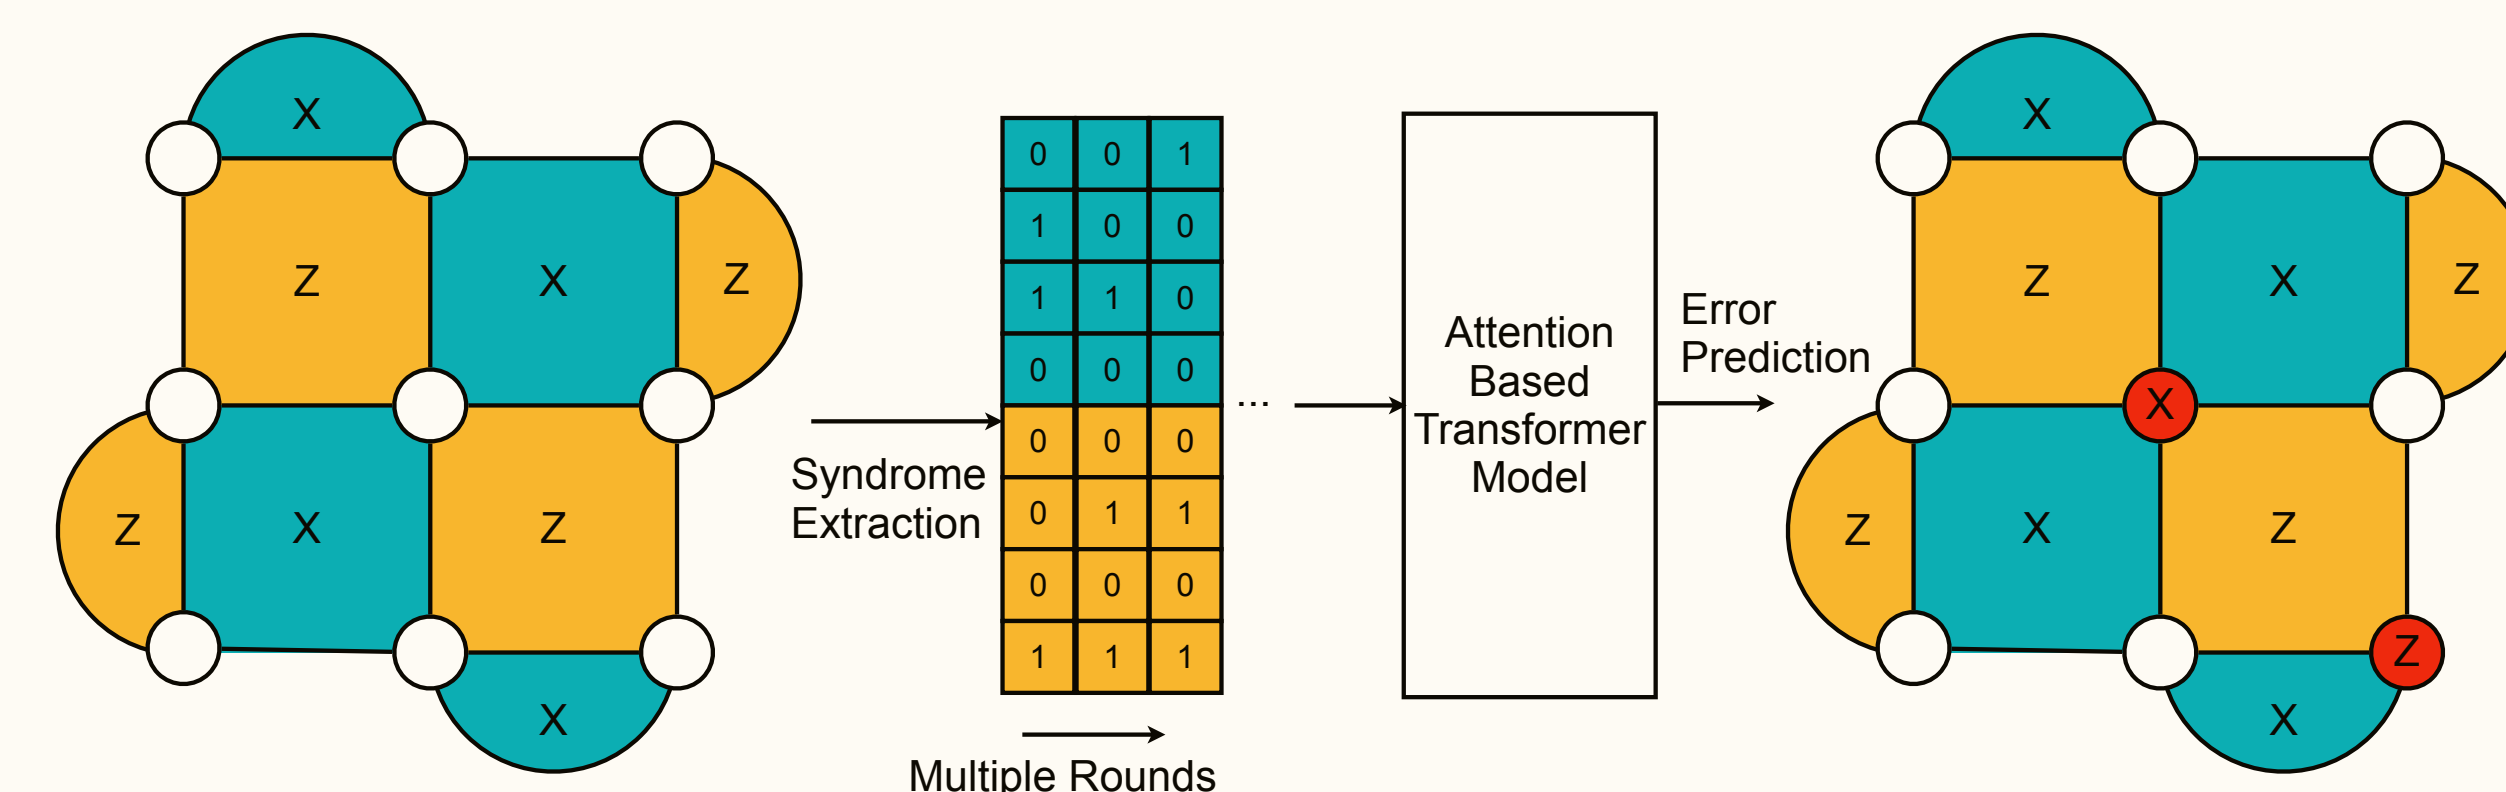 X
Z
X
Z
Z
X
Z
X
Syndrome
Extraction
0 0 1
1 0 0
1 1 0
0 0 0
0 0 0
0 1 1
0 0 0
1 1 1
Multiple Rounds
...
Attention
Based
Transformer
Model
Error
Prediction
X
Z
X
Z
X
Z
X
Z
Z
X